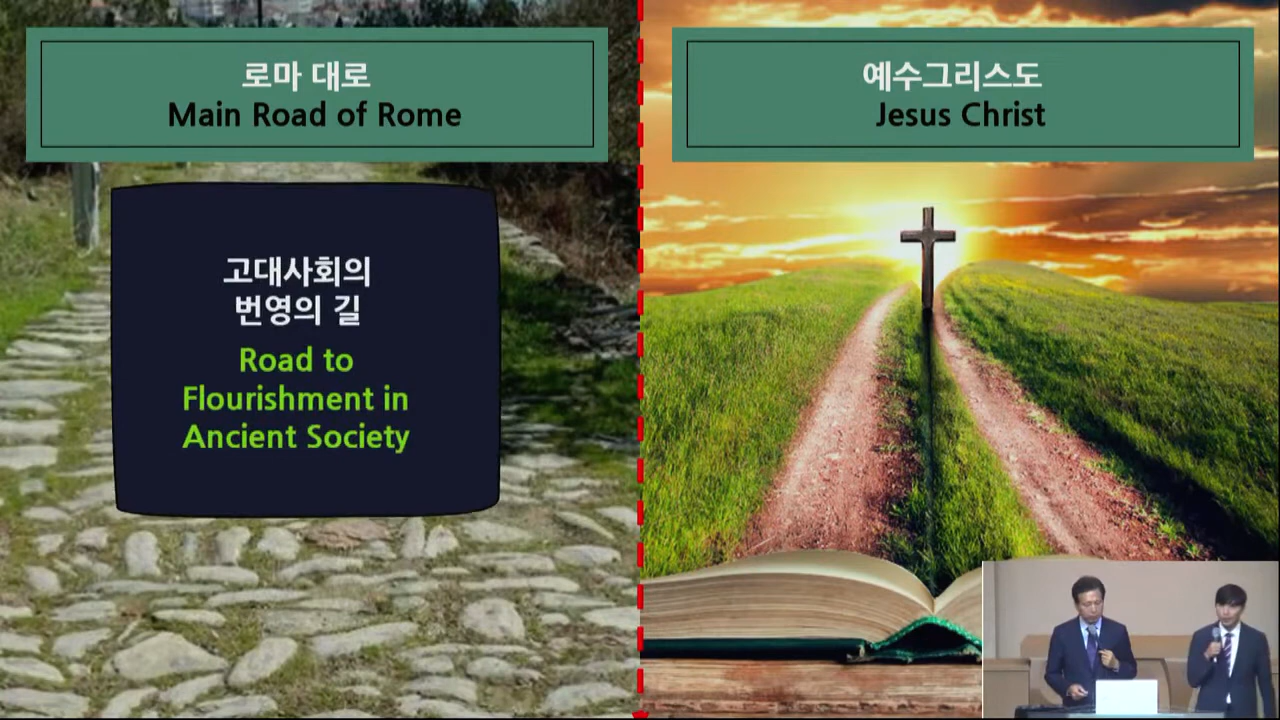 로마 대로
Main Road of Rome
고대사회의
번영의 길
Road to
Flourishment in
Ancient Society
예수그리스도
Jesus Christ